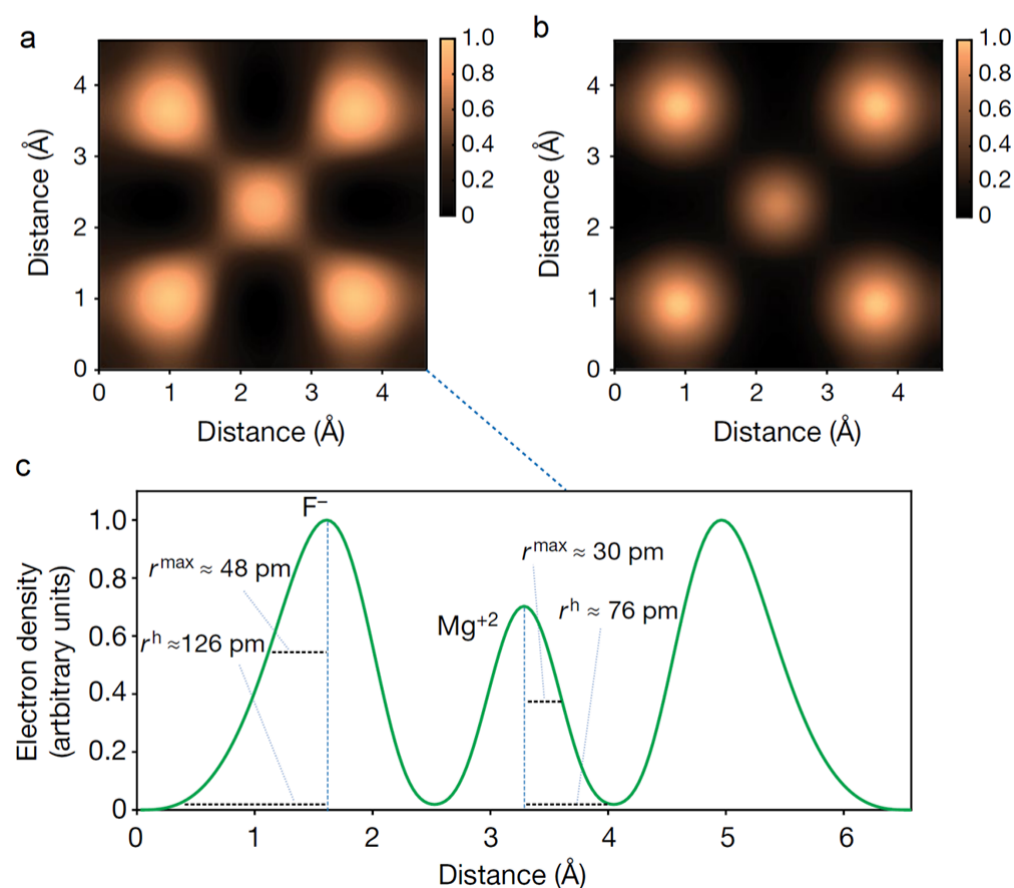 a
4
3
2
1
0
0 1 2 3 4
Distance (Å)
Distance (Å)
1.0
0.8
0.6
0.4
0.2
0
b
4
3
2
1
0
0 1 2 3 4
Distance (Å)
Distance (Å)
1.0
0.8
0.6
0.4
0.2
0
c
F⁻
r^max ≈ 48 pm
r^h ≈126 pm
Mg⁺²
r^max ≈ 30 pm
r^h ≈ 76 pm
1.0
0.8
0.6
0.4
0.2
0
Electron density
(artbitrary units)
0 1 2 3 4 5 6
Distance (Å)